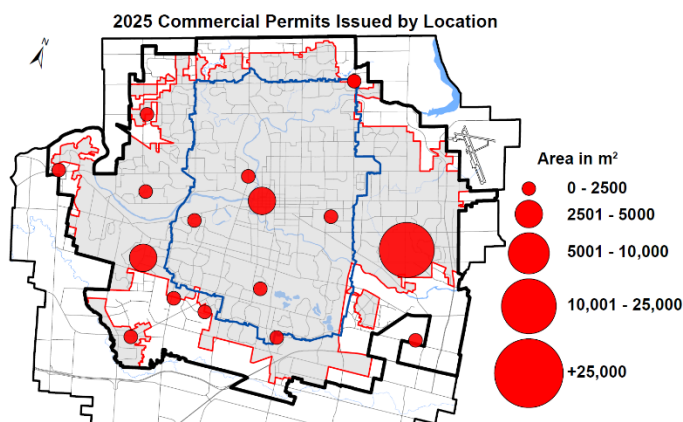 2025 Commercial Permits Issued by Location
N
Area in m²
0 - 2500
2501 - 5000
5001 - 10,000
10,001 - 25,000
+25,000